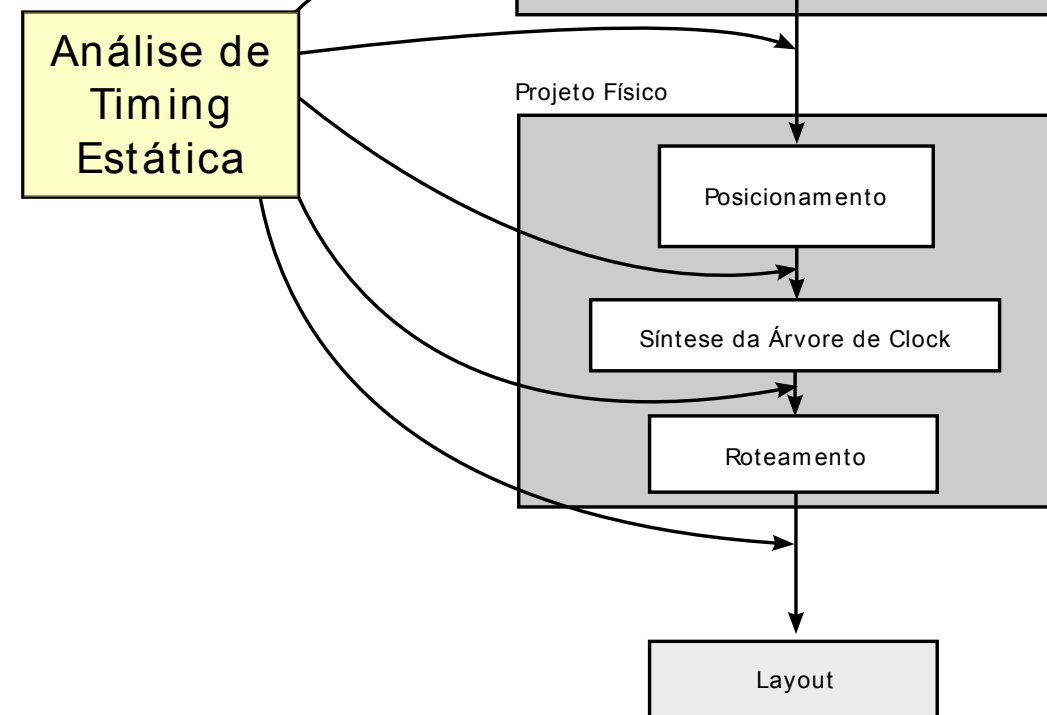 Análise de
Timing
Estática
Projeto Físico
Posicionamento
Síntese da Árvore de Clock
Roteamento
Layout